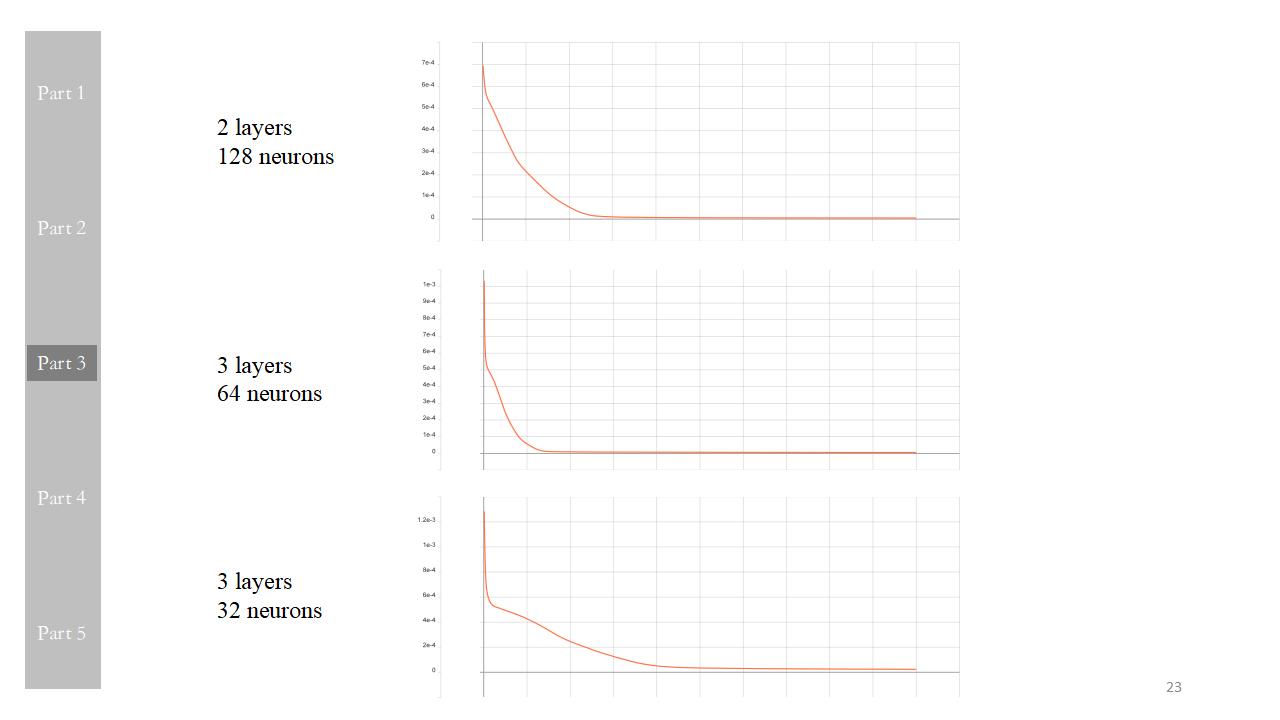 Part 1
Part 2
Part 3
Part 4
Part 5
2 layers
128 neurons
7e-4
6e-4
5e-4
4e-4
3e-4
2e-4
1e-4
0
3 layers
64 neurons
1e-3
9e-4
8e-4
7e-4
6e-4
5e-4
4e-4
3e-4
2e-4
1e-4
0
3 layers
32 neurons
1.2e-3
1e-3
8e-4
6e-4
4e-4
2e-4
0
23